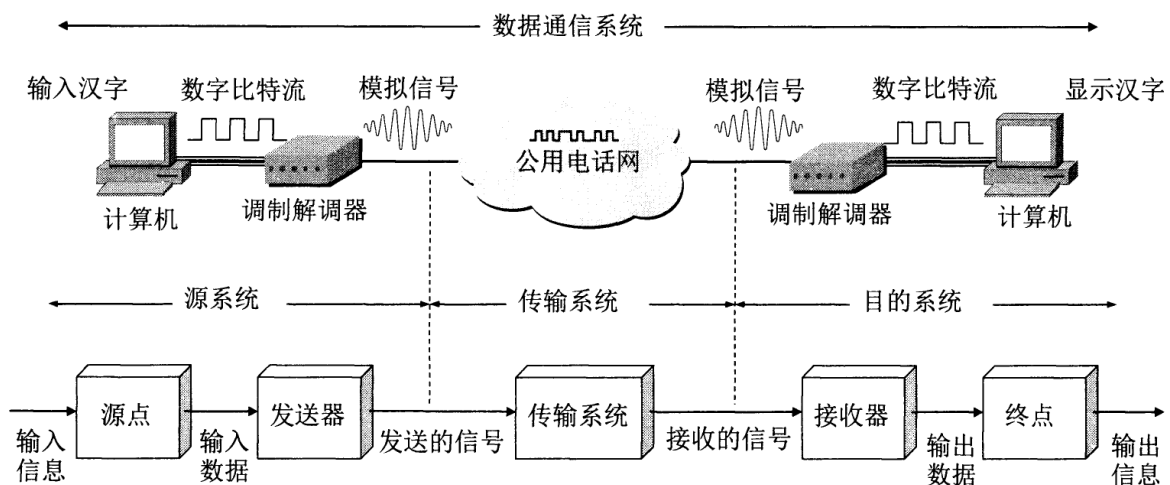 数据通信系统
输入汉字
数字比特流
模拟信号
模拟信号
数字比特流
显示汉字
公用电话网
计算机
调制解调器
调制解调器
计算机
源系统
传输系统
目的系统
源点
发送器
传输系统
接收器
终点
输入
信息
输入
数据
发送的信号
接收的信号
输出
数据
输出
信息